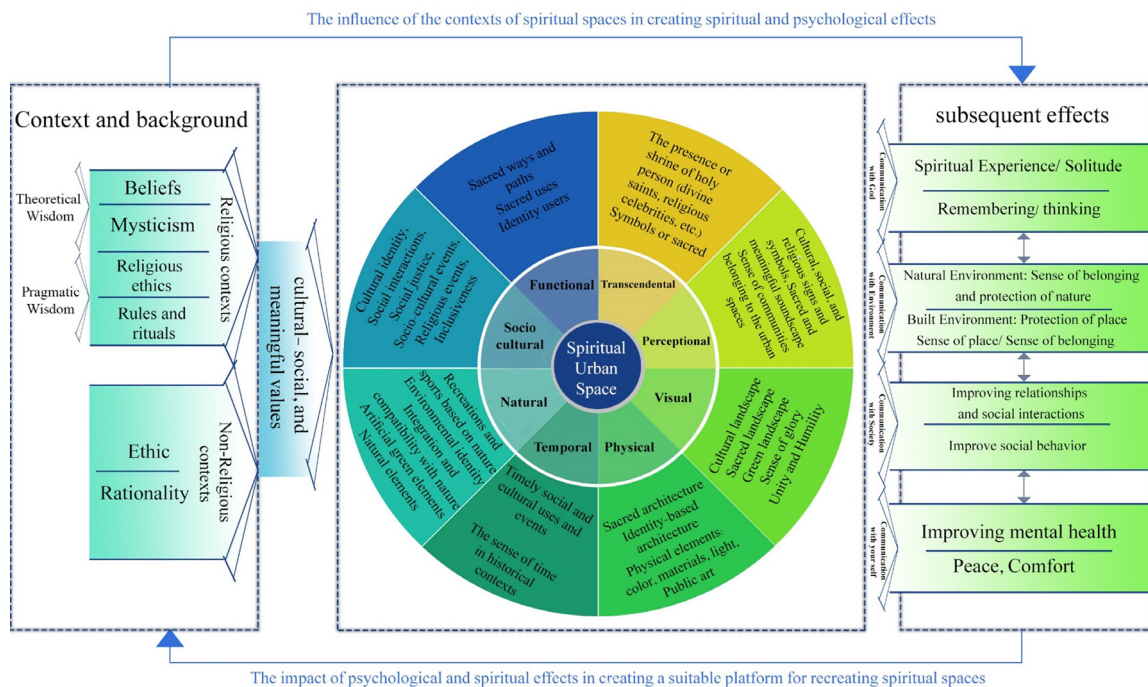 The influence of the contexts of spiritual spaces in creating spiritual and psychological effects
Context and background
Theoretical
Wisdom
Pragmatic
Wisdom
Beliefs
Mysticism
Religious
ethics
Rules and
rituals
Religious contexts
Ethic
Rationality
Non-Religious
contexts
cultural- social, and
meaningful values
Sacred ways and
paths
Sacred uses
Identity users
The presence or
shrine of holy
person (divine
saints, religious
celebrities, etc.)
Symbols or sacred
Cultural, social, and
religious signs and
symbols, Sacred and
meaningful soundscape
Sense of communities
belonging to the urban
spaces
Cultural landscape
Sacred landscape
Green landscape
Sense of glory,
Unity and Humility
Sacred architecture
Identity-based
architecture
Physical elements:
color, materials, light,
Public art
Timely social and
cultural uses and
events
The sense of time
in historical
contexts
Recreations and
sports based on nature
Environmental identity
Integration and
compatibility with nature
Artificial green elements
Natural elements
Cultural identity,
Social interactions,
Social justice,
Socio-cultural events,
Religious events,
Inclusiveness
Functional
Transcendental
Perceptional
Visual
Physical
Temporal
Natural
Socio
cultural
Spiritual
Urban
Space
subsequent effects
Communication
with God
Spiritual Experience/ Solitude
Remembering/ thinking
Communication
with Environment
Natural Environment: Sense of belonging
and protection of nature
Built Environment: Protection of place
Sense of place/ Sense of belonging
Communication
with Society
Improving relationships
and social interactions
Improve social behavior
Communication
with your self
Improving mental health
Peace, Comfort
The impact of psychological and spiritual effects in creating a suitable platform for recreating spiritual spaces